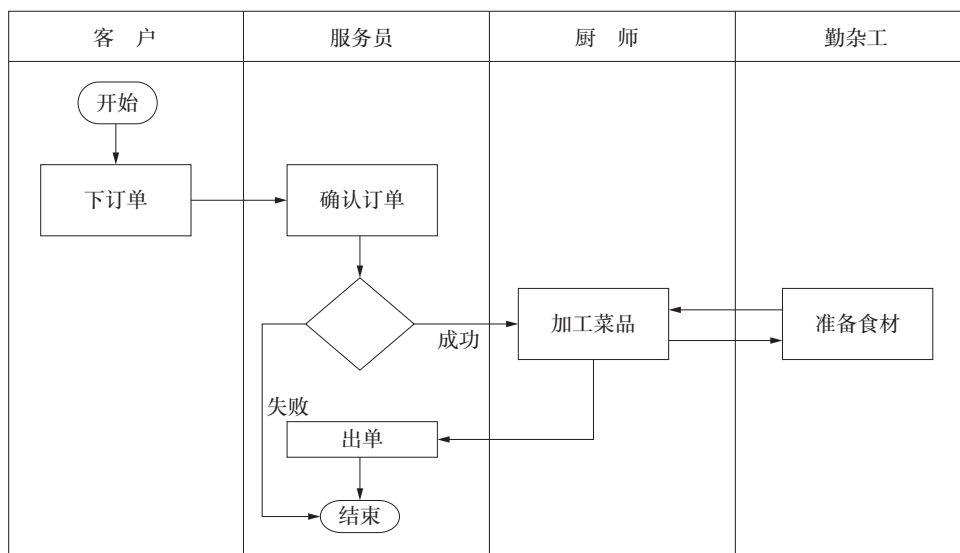 客 户
服务员
厨 师
勤杂工
开始
下订单
确认订单
加工菜品
准备食材
成功
失败
出单
结束